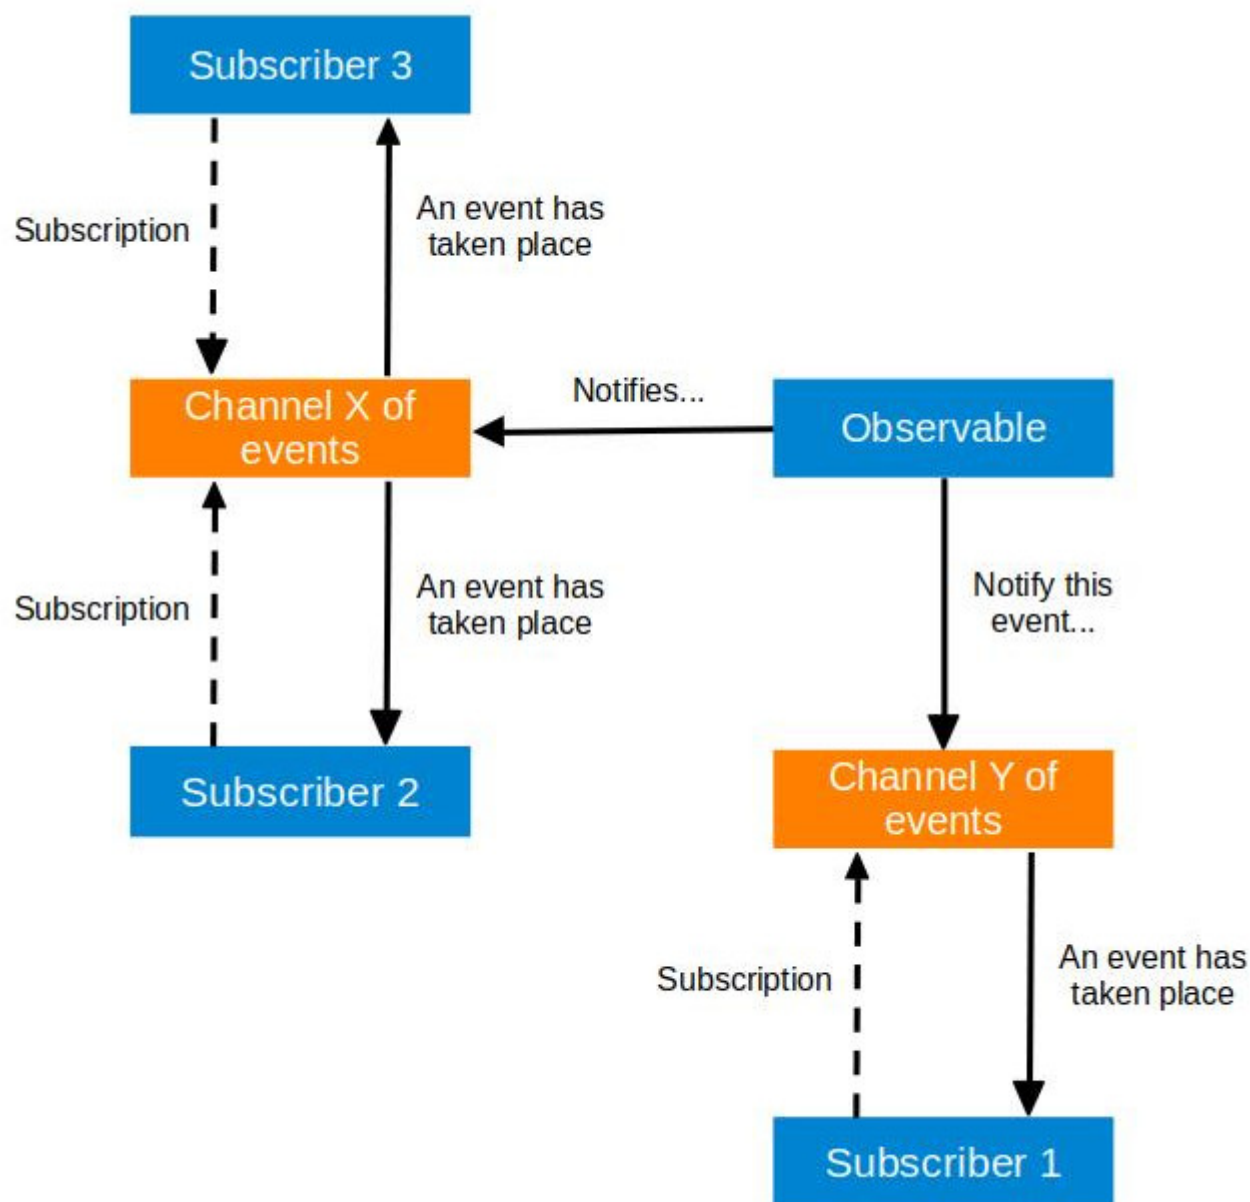 Subscriber 3
Subscription
An event has
taken place
Channel X of
events
Notifies...
Observable
Subscription
An event has
taken place
Notify this
event...
Subscriber 2
Channel Y of
events
Subscription
An event has
taken place
Subscriber 1